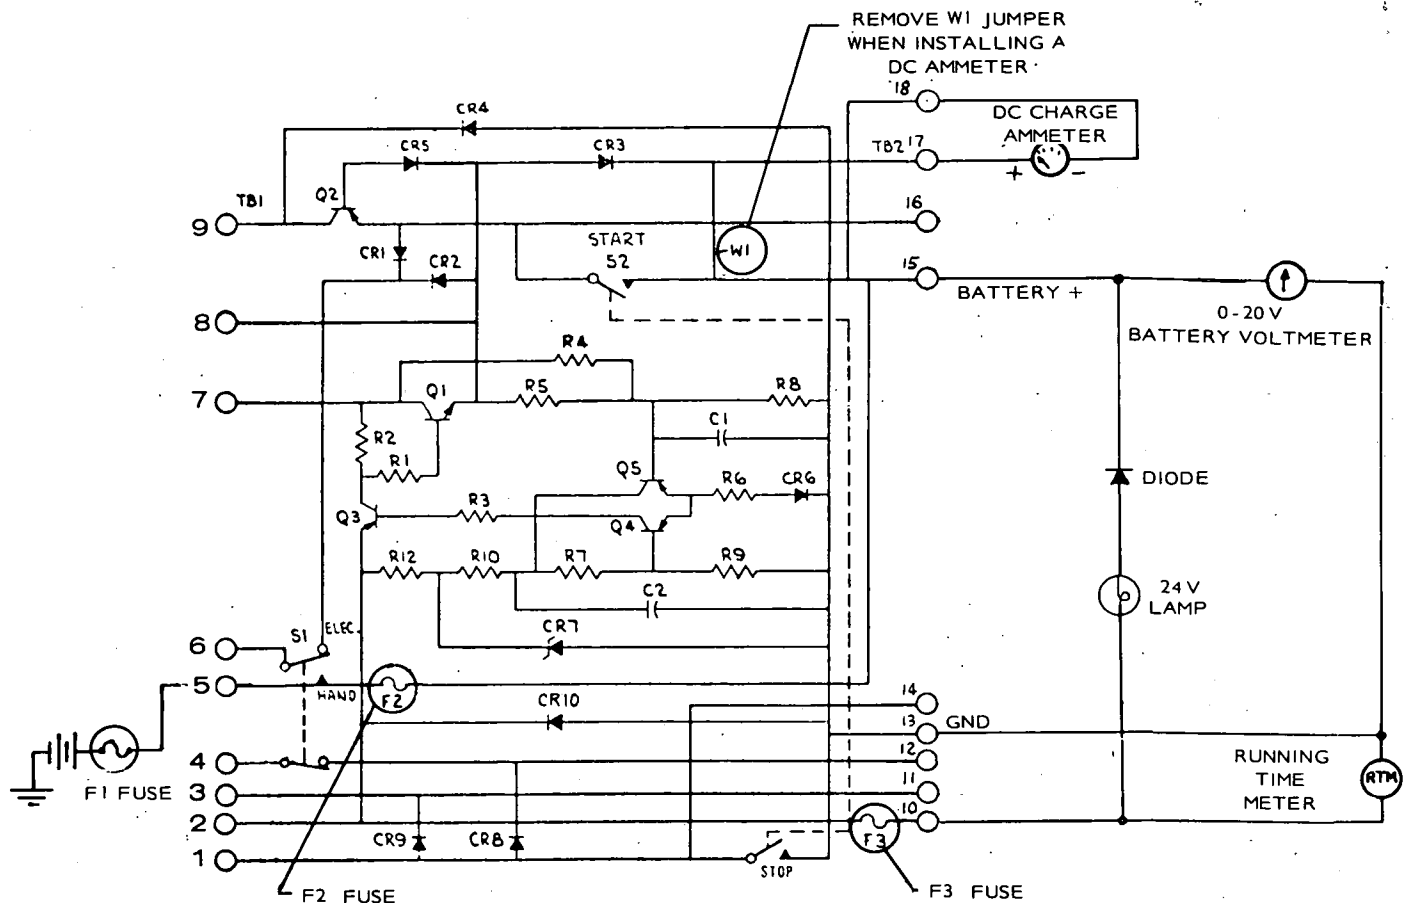 REMOVE W1 JUMPER
WHEN INSTALLING A
DC AMMETER
18
DC CHARGE
AMMETER
CR4
CR5
CR3
TB2 17
+ -
Q2
TB1
16
9
START
S2
W1
CR1
CR2
15
BATTERY +
0-20 V
BATTERY VOLTMETER
8
R4
Q1
R5
R8
7
C1
R2
R1
Q5
R6
CR6
DIODE
Q3
R3
Q4
R12
R10
R7
R9
C2
24 V
LAMP
CR7
6
S1
ELEC.
5
HAND
F2
CR10
14
13
GND
12
4
F1 FUSE
3
11
RUNNING
TIME
METER
RTM
2
10
CR9
CR8
F3
1
STOP
F2 FUSE
F3 FUSE